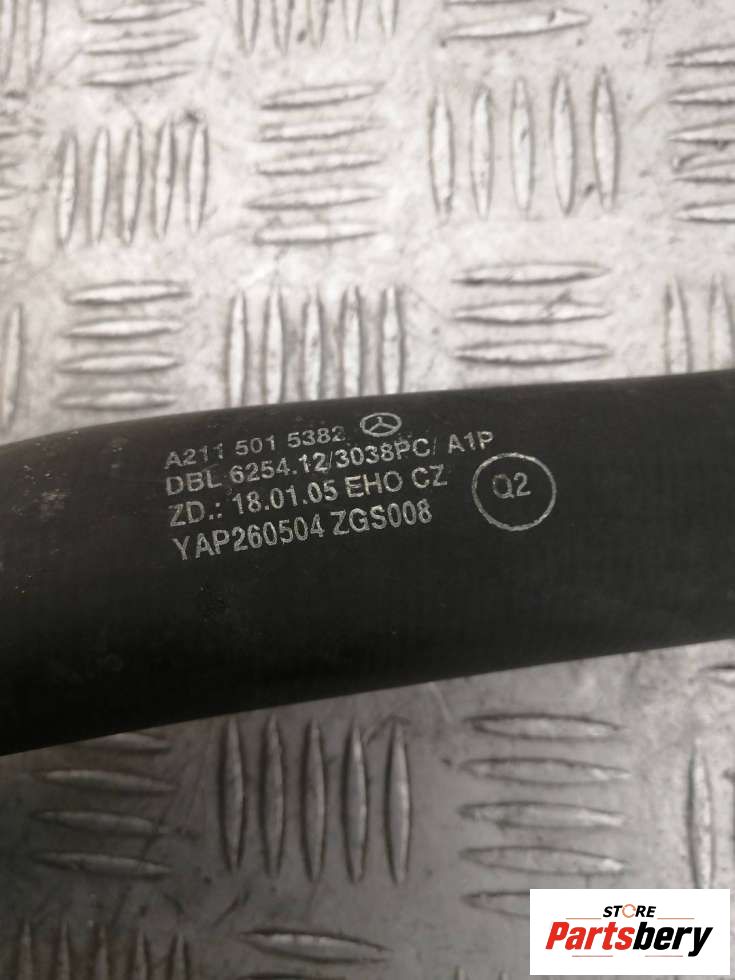 A211 501 5382
DBL 6254.12/3038PC/ A1P
ZD.: 18.01.05 EHO CZ
YAP260504 ZGS008
Q2
STORE
Partsbery